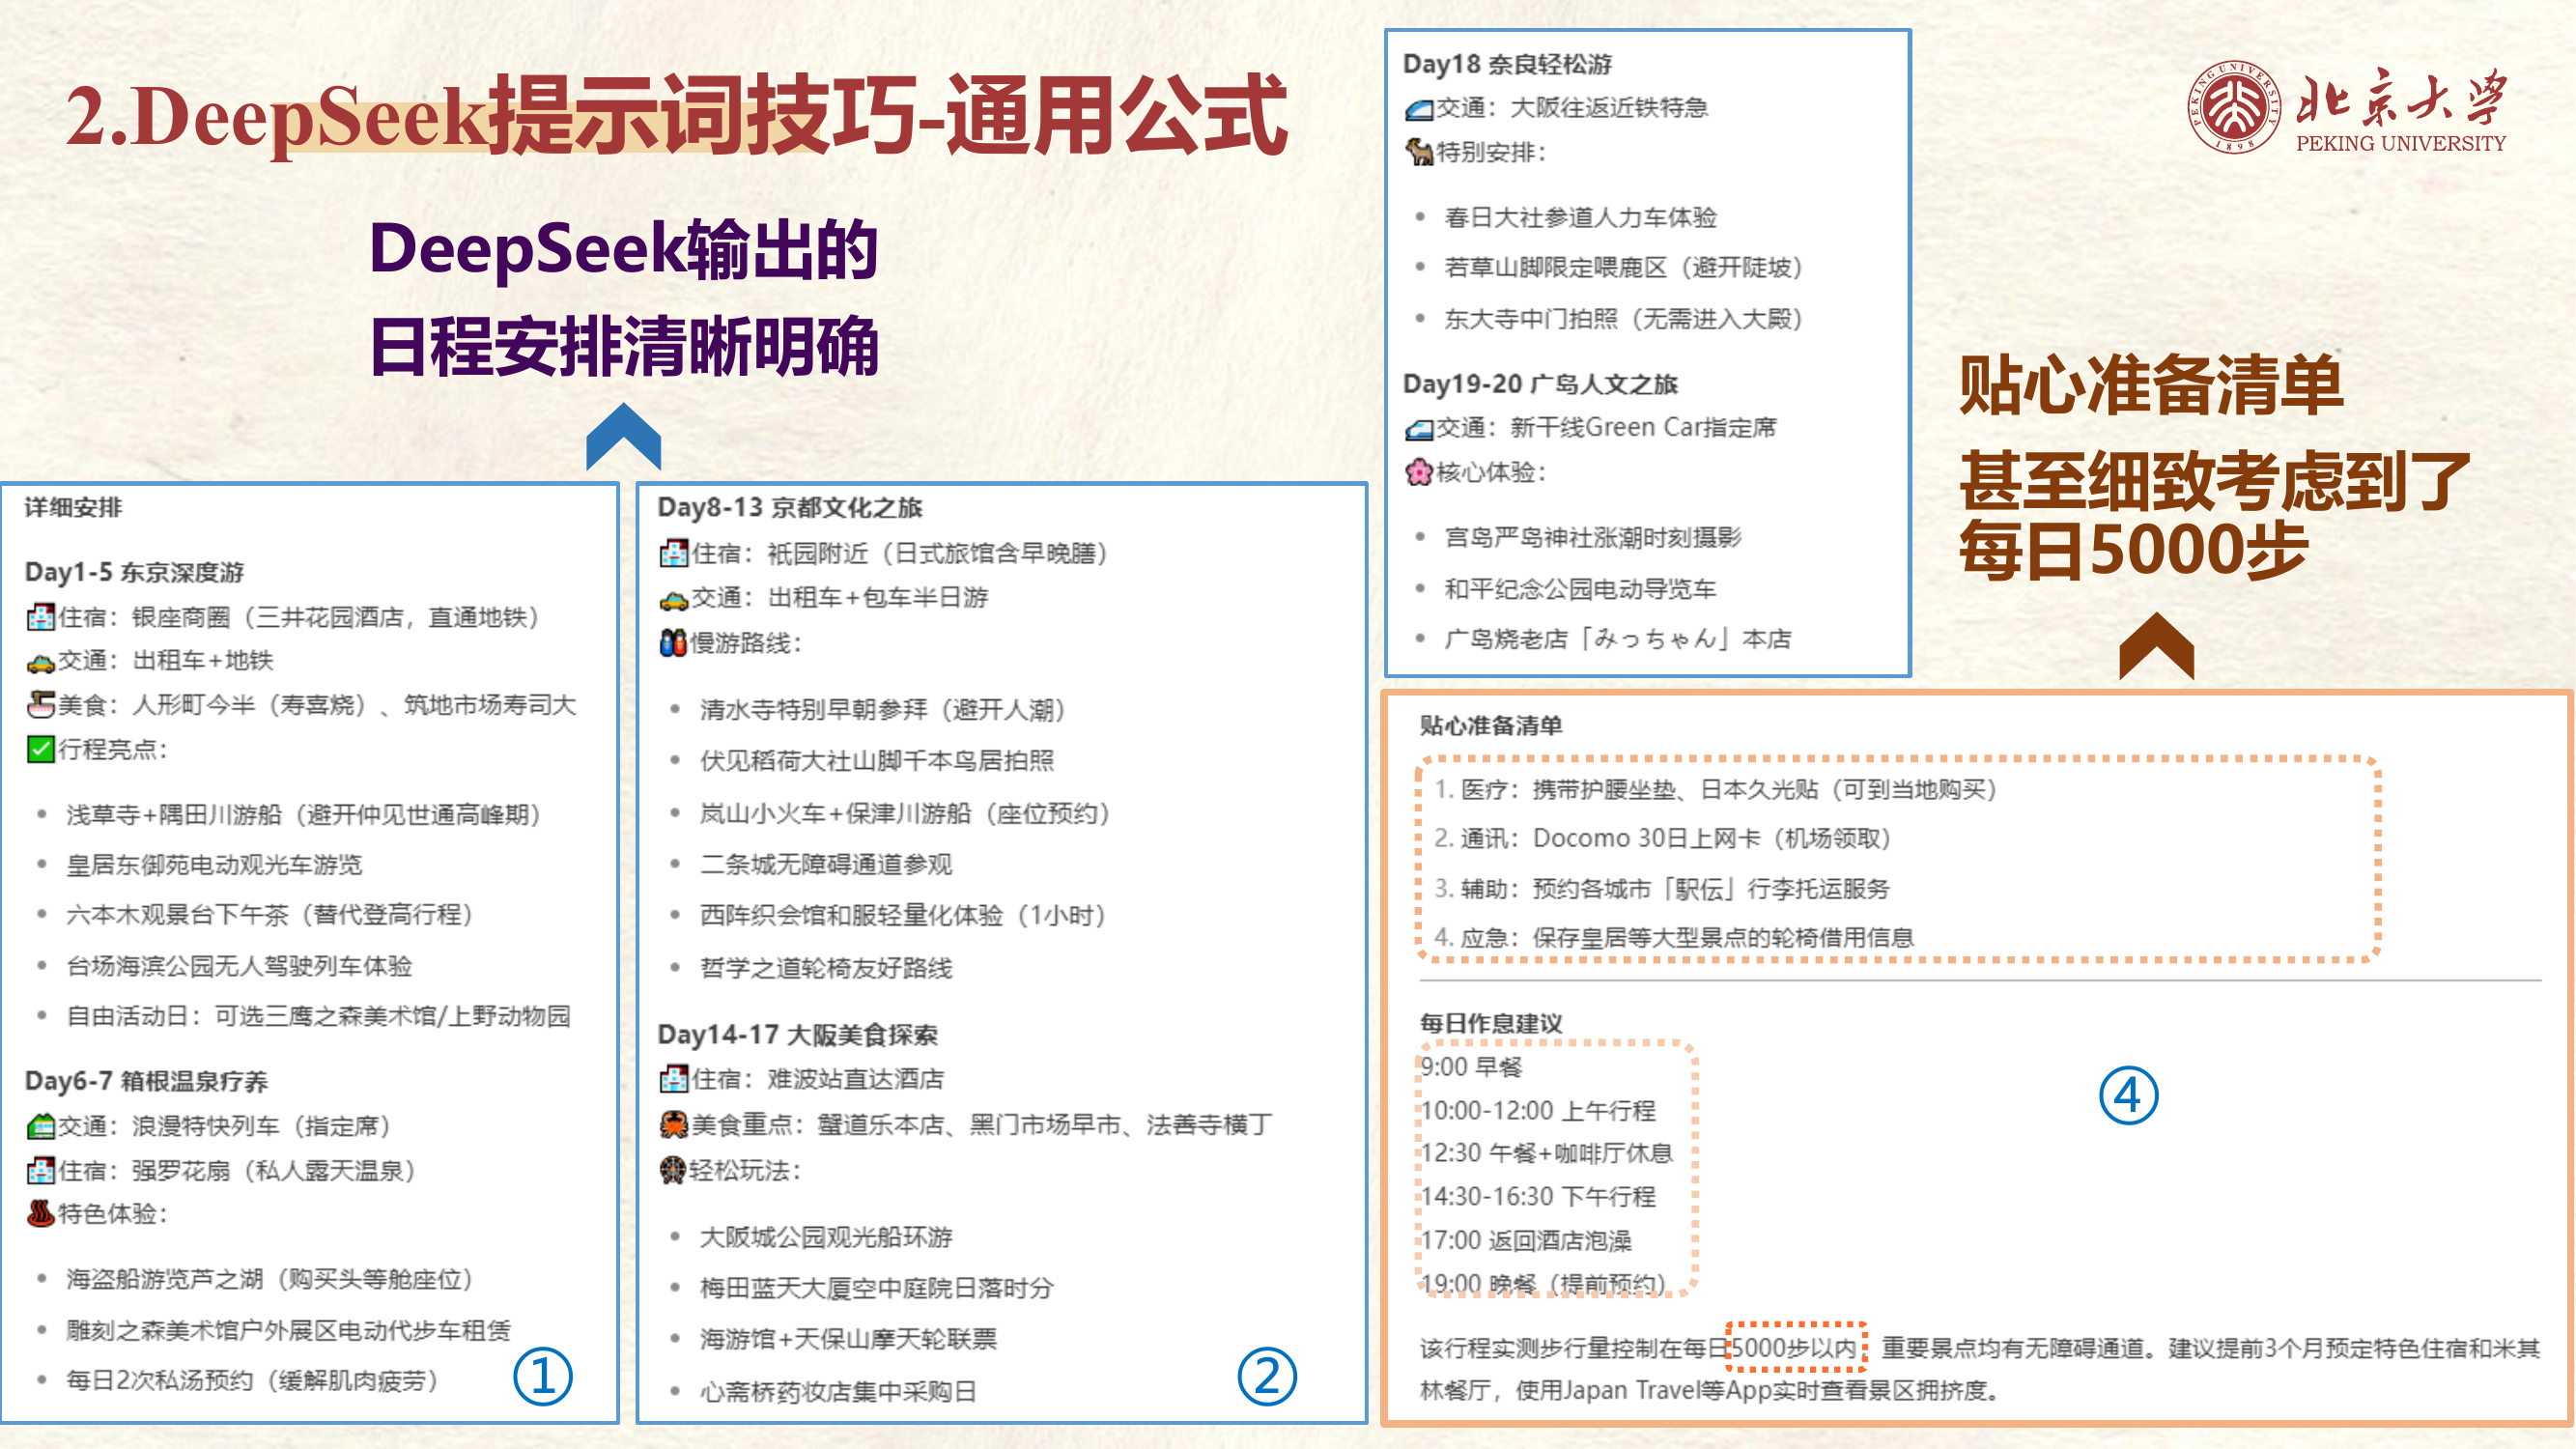 2.DeepSeek提示词技巧-通用公式
PEKING UNIVERSITY
1898
北京大学
PEKING UNIVERSITY
DeepSeek输出的
日程安排清晰明确
详细安排
Day1-5 东京深度游
住宿：银座商圈（三井花园酒店，直通地铁）
交通：出租车+地铁
美食：人形町今半（寿喜烧）、筑地市场寿司大
行程亮点：
• 浅草寺+隅田川游船（避开仲见世通高峰期）
• 皇居东御苑电动观光车游览
• 六本木观景台下午茶（替代登高行程）
• 台场海滨公园无人驾驶列车体验
• 自由活动日：可选三鹰之森美术馆/上野动物园
Day6-7 箱根温泉疗养
交通：浪漫特快列车（指定席）
住宿：强罗花扇（私人露天温泉）
特色体验：
• 海盗船游览芦之湖（购买头等舱座位）
• 雕刻之森美术馆户外展区电动代步车租赁
• 每日2次私汤预约（缓解肌肉疲劳）
①
Day8-13 京都文化之旅
住宿：祇园附近（日式旅馆含早晚膳）
交通：出租车+包车半日游
慢游路线：
• 清水寺特别早朝参拜（避开人潮）
• 伏见稻荷大社山脚千本鸟居拍照
• 岚山小火车+保津川游船（座位预约）
• 二条城无障碍通道参观
• 西阵织会馆和服轻量化体验（1小时）
• 哲学之道轮椅友好路线
Day14-17 大阪美食探索
住宿：难波站直达酒店
美食重点：蟹道乐本店、黑门市场早市、法善寺横丁
轻松玩法：
• 大阪城公园观光船环游
• 梅田蓝天大厦空中庭院日落时分
• 海游馆+天保山摩天轮联票
• 心斋桥药妆店集中采购日
②
Day18 奈良轻松游
交通：大阪往返近铁特急
特别安排：
• 春日大社参道人力车体验
• 若草山脚限定喂鹿区（避开陡坡）
• 东大寺中门拍照（无需进入大殿）
Day19-20 广岛人文之旅
交通：新干线Green Car指定席
核心体验：
• 宫岛严岛神社涨潮时刻摄影
• 和平纪念公园电动导览车
• 广岛烧老店「みっちゃん」本店
贴心准备清单
甚至细致考虑到了
每日5000步
贴心准备清单
1. 医疗：携带护腰坐垫、日本久光贴（可到当地购买）
2. 通讯：Docomo 30日上网卡（机场领取）
3. 辅助：预约各城市「駅伝」行李托运服务
4. 应急：保存皇居等大型景点的轮椅借用信息
每日作息建议
9:00 早餐
10:00-12:00 上午行程
12:30 午餐+咖啡厅休息
14:30-16:30 下午行程
17:00 返回酒店泡澡
19:00 晚餐（提前预约）
④
该行程实测步行量控制在每日5000步以内，重要景点均有无障碍通道。建议提前3个月预定特色住宿和米其
林餐厅，使用Japan Travel等App实时查看景区拥挤度。